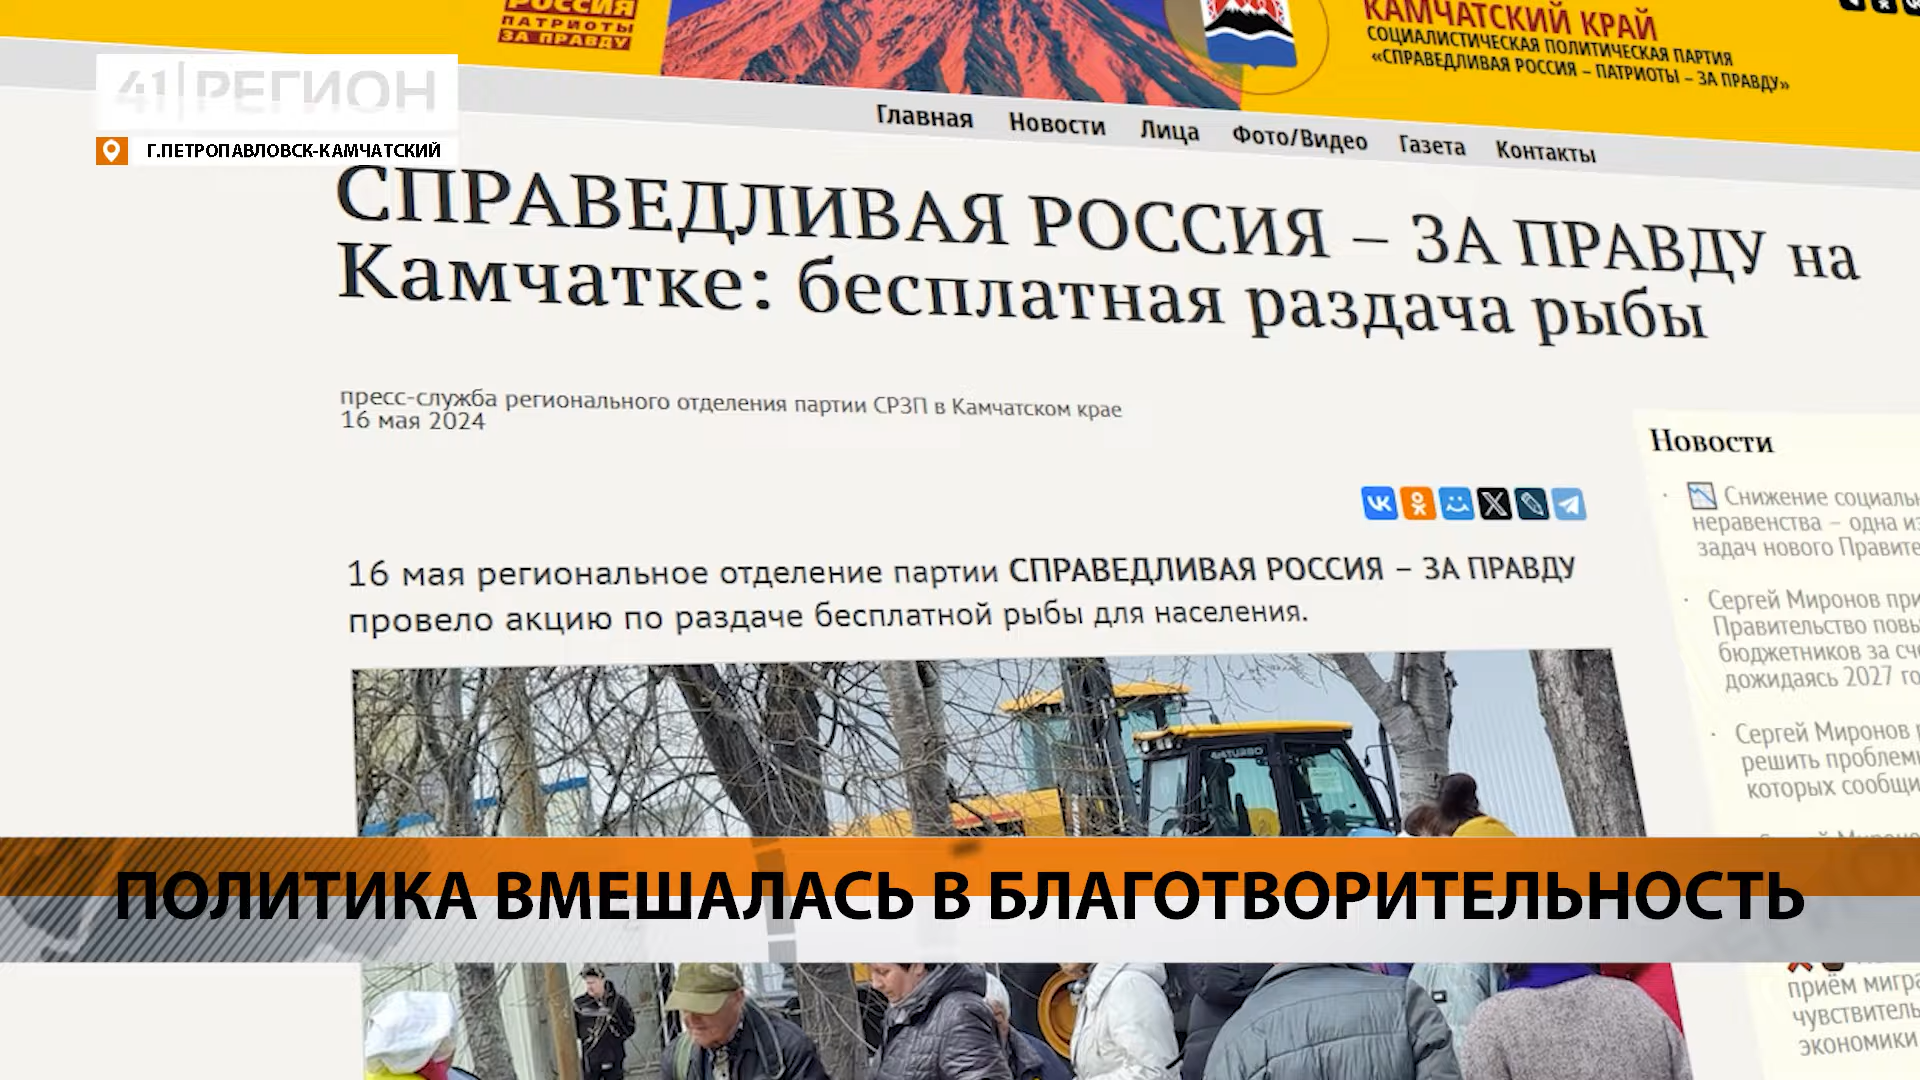 РОССИЯ
ПАТРИОТЫ
ЗА ПРАВДУ
КАМЧАТСКИЙ КРАЙ
СОЦИАЛИСТИЧЕСКАЯ ПОЛИТИЧЕСКАЯ ПАРТИЯ
«СПРАВЕДЛИВАЯ РОССИЯ – ПАТРИОТЫ – ЗА ПРАВДУ»
41|РЕГИОН
Г.ПЕТРОПАВЛОВСК-КАМЧАТСКИЙ
Главная Новости Лица Фото/Видео Газета Контакты
СПРАВЕДЛИВАЯ РОССИЯ – ЗА ПРАВДУ на
Камчатке: бесплатная раздача рыбы
пресс-служба регионального отделения партии СРЗП в Камчатском крае
16 мая 2024
16 мая региональное отделение партии СПРАВЕДЛИВАЯ РОССИЯ – ЗА ПРАВДУ
провело акцию по раздаче бесплатной рыбы для населения.
Новости
Снижение социаль
неравенства – одна из
задач нового Правите
Сергей Миронов при
Правительство повы
бюджетников за сче
дожидаясь 2027 го
Сергей Миронов
решить проблем
которых сообщи
ПОЛИТИКА ВМЕШАЛАСЬ В БЛАГОТВОРИТЕЛЬНОСТЬ
приём мигра
чувствитель
экономики